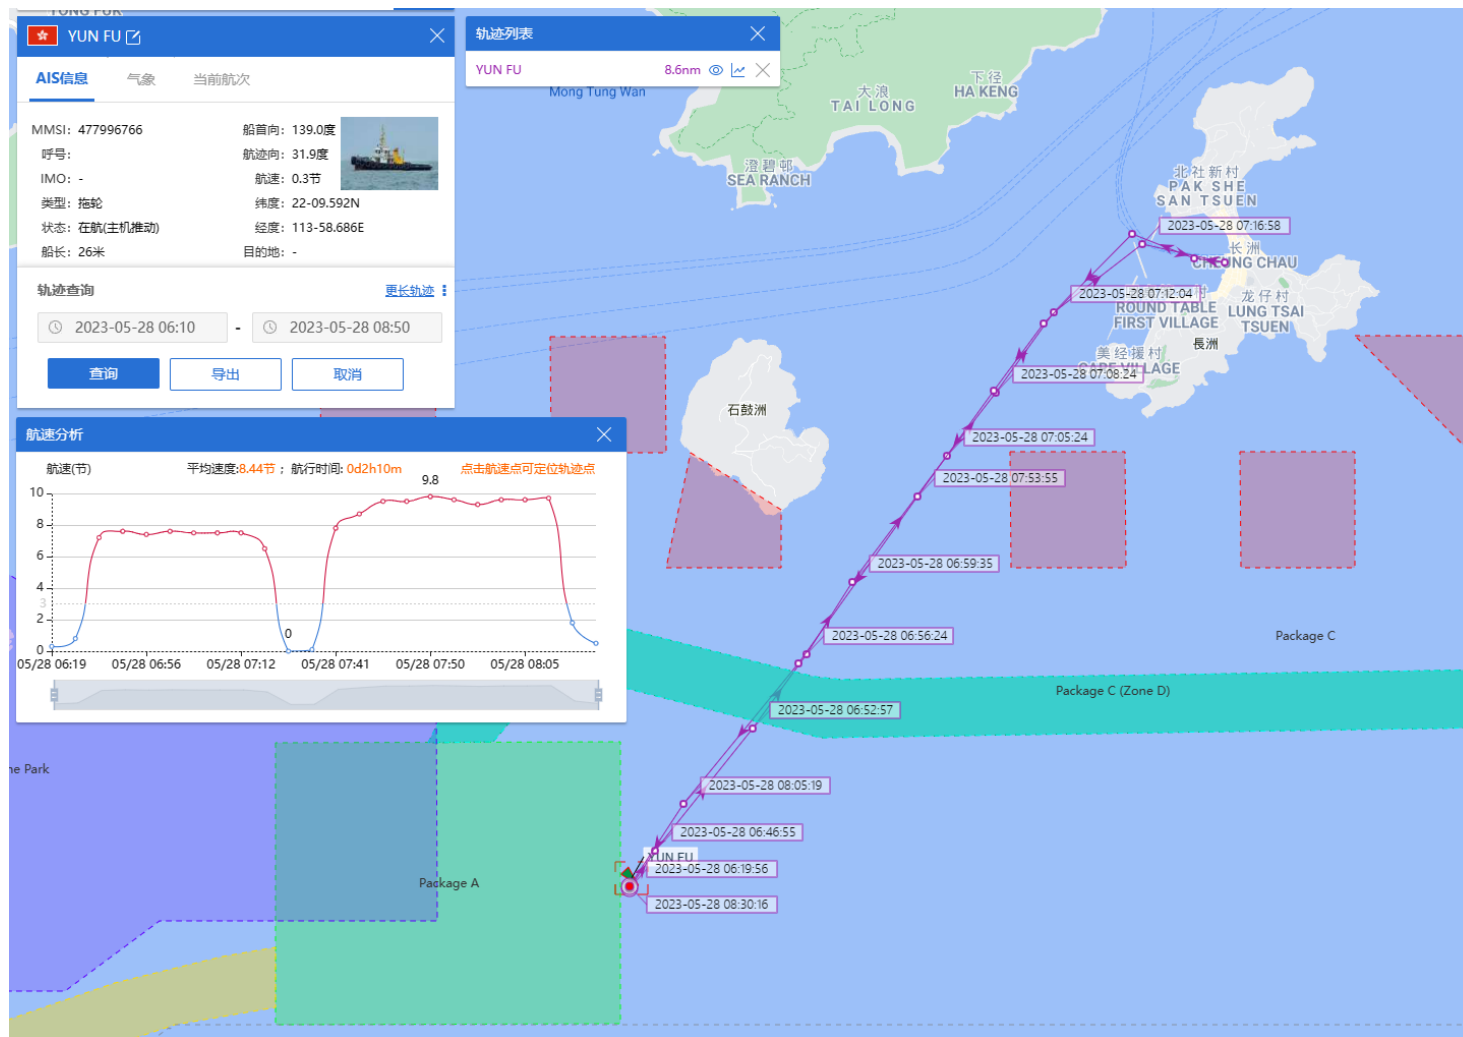 YUN FU
AIS信息 气象 当前航次
MMSI: 477996766 船首向: 139.0度
呼号: 航迹向: 31.9度
IMO: - 航速: 0.3节
类型: 拖轮 纬度: 22-09.592N
状态: 在航(主机推动) 经度: 113-58.686E
船长: 26米 目的地: -
轨迹查询 更长轨迹
2023-05-28 06:10 - 2023-05-28 08:50
查询 导出 取消
轨迹列表
YUN FU 8.6nm
航速分析
航速(节) 平均速度:8.44节 ; 航行时间: 0d2h10m 点击航速点可定位轨迹点
9.8
10
8
6
4
3
2
0
0
05/28 06:19 05/28 06:56 05/28 07:12 05/28 07:41 05/28 07:50 05/28 08:05
Mong Tung Wan
大浪
TAI LONG
下径
HA KENG
澄碧邨
SEA RANCH
北社新村
PAK SHE
SAN TSUEN
2023-05-28 07:16:58
长洲
CHEUNG CHAU
2023-05-28 07:12:04
村
ROUND TABLE
FIRST VILLAGE
龙仔村
LUNG TSAI
TSUEN
長洲
美经援村
CARE VILLAGE
2023-05-28 07:08:24
石鼓洲
2023-05-28 07:05:24
2023-05-28 07:53:55
2023-05-28 06:59:35
2023-05-28 06:56:24
Package C
Package C (Zone D)
2023-05-28 06:52:57
2023-05-28 08:05:19
2023-05-28 06:46:55
YUN FU
2023-05-28 06:19:56
2023-05-28 08:30:16
Package A
ne Park